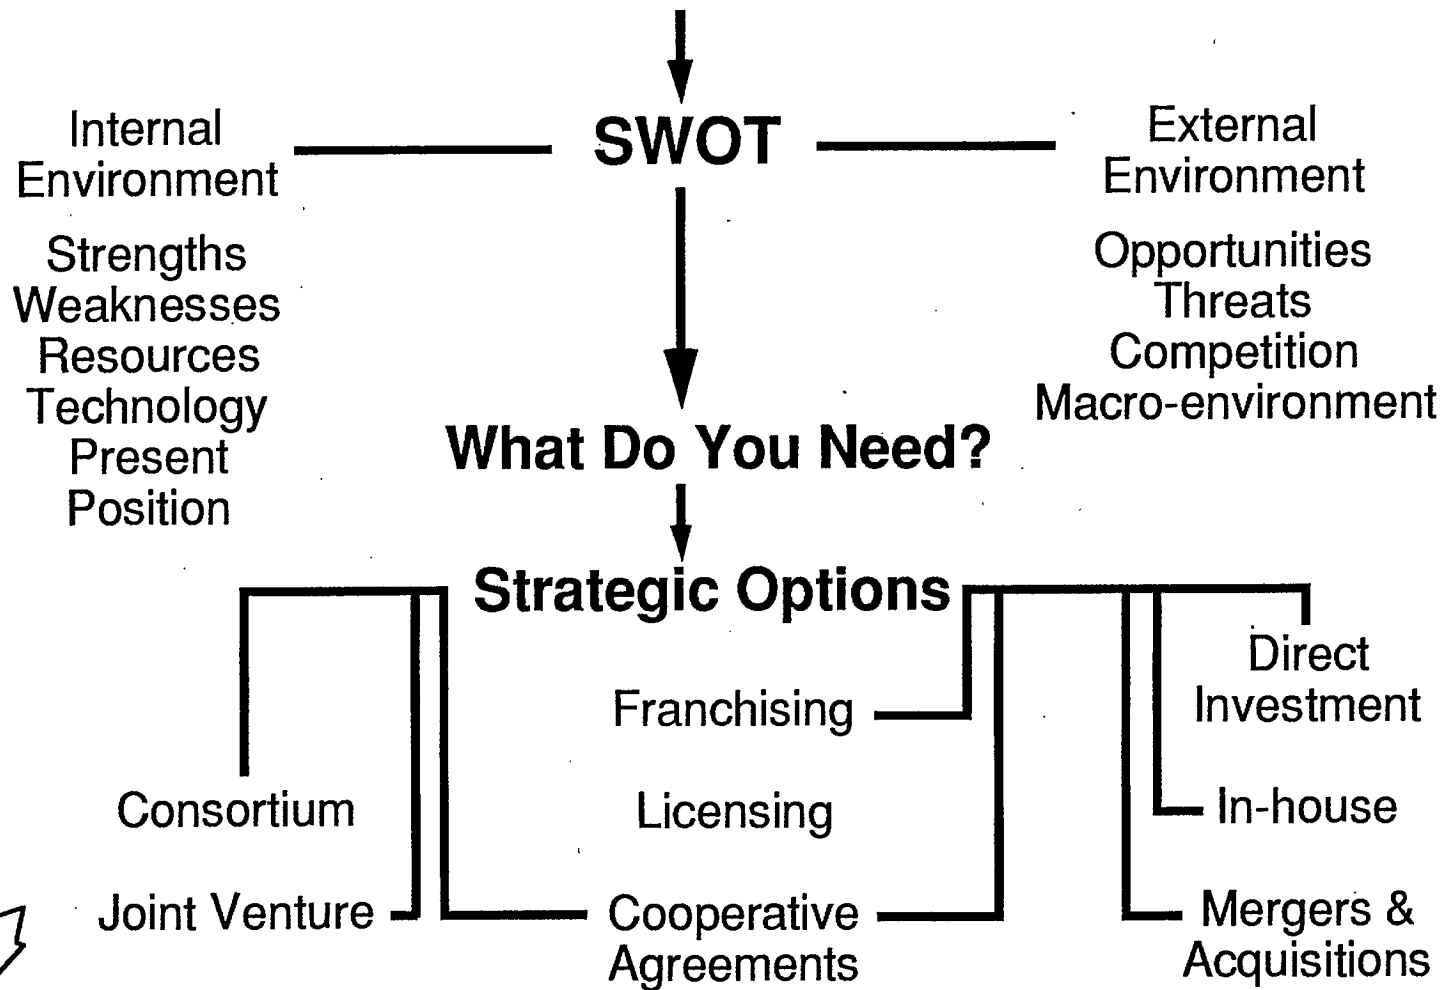 SWOT
Internal
Environment
Strengths
Weaknesses
Resources
Technology
Present
Position
External
Environment
Opportunities
Threats
Competition
Macro-environment
What Do You Need?
Strategic Options
Consortium
Joint Venture
Franchising
Licensing
Cooperative
Agreements
Direct
Investment
In-house
Mergers &
Acquisitions